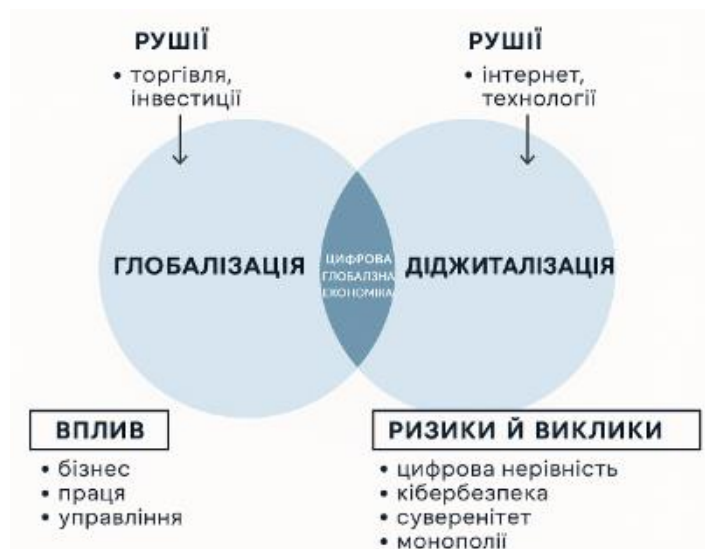 РУШІЇ
• торгівля,
інвестиції
РУШІЇ
• інтернет,
технології
ГЛОБАЛІЗАЦІЯ
ЦИФРОВА
ГЛОБАЛЗНА
ЕКОНОМІКА
ДІДЖИТАЛІЗАЦІЯ
ВПЛИВ
• бізнес
• праця
• управління
РИЗИКИ Й ВИКЛИКИ
• цифрова нерівність
• кібербезпека
• суверенітет
• монополії